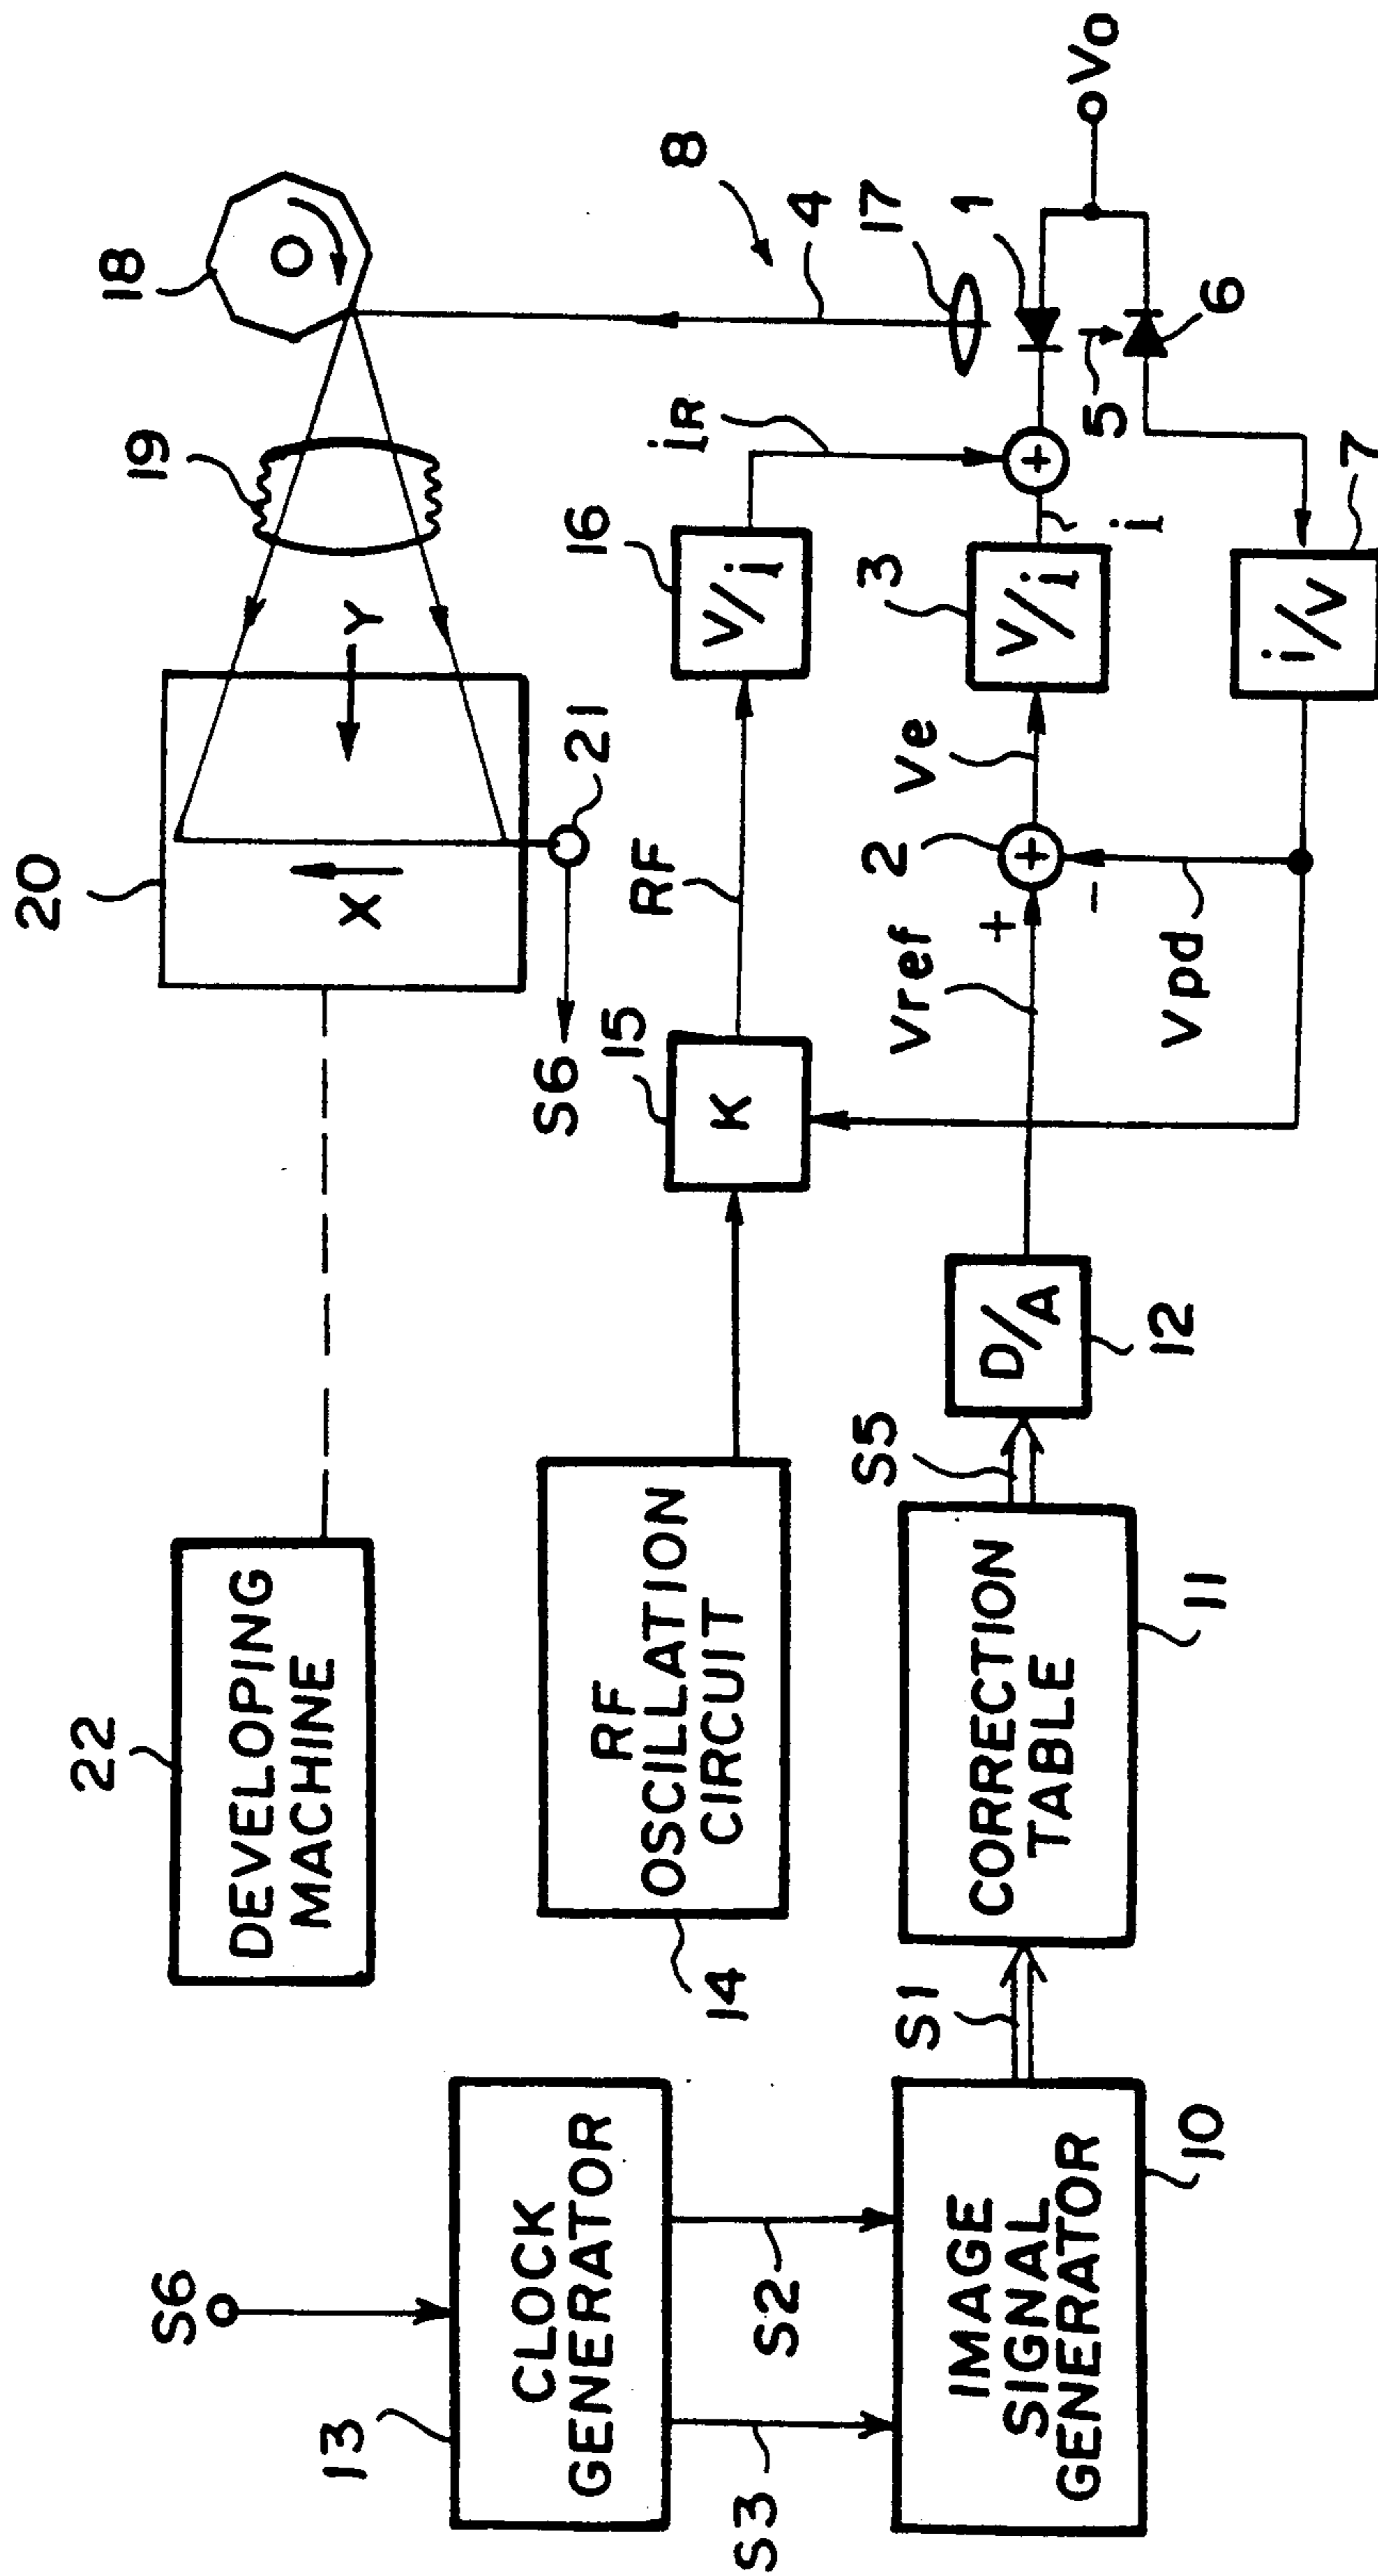 20
22
DEVELOPING
MACHINE
X
Y
19
18
S6
21
S6
13
CLOCK
GENERATOR
S3
S2
14
RF
OSCILLATION
CIRCUIT
15
K
RF
16
V/i
iR
4
17
8
1
10
IMAGE
SIGNAL
GENERATOR
S1
11
CORRECTION
TABLE
S5
12
D/A
Vref
+
-
2
+
Ve
3
V/i
i
+
5
6
Vo
Vpd
7
i/V